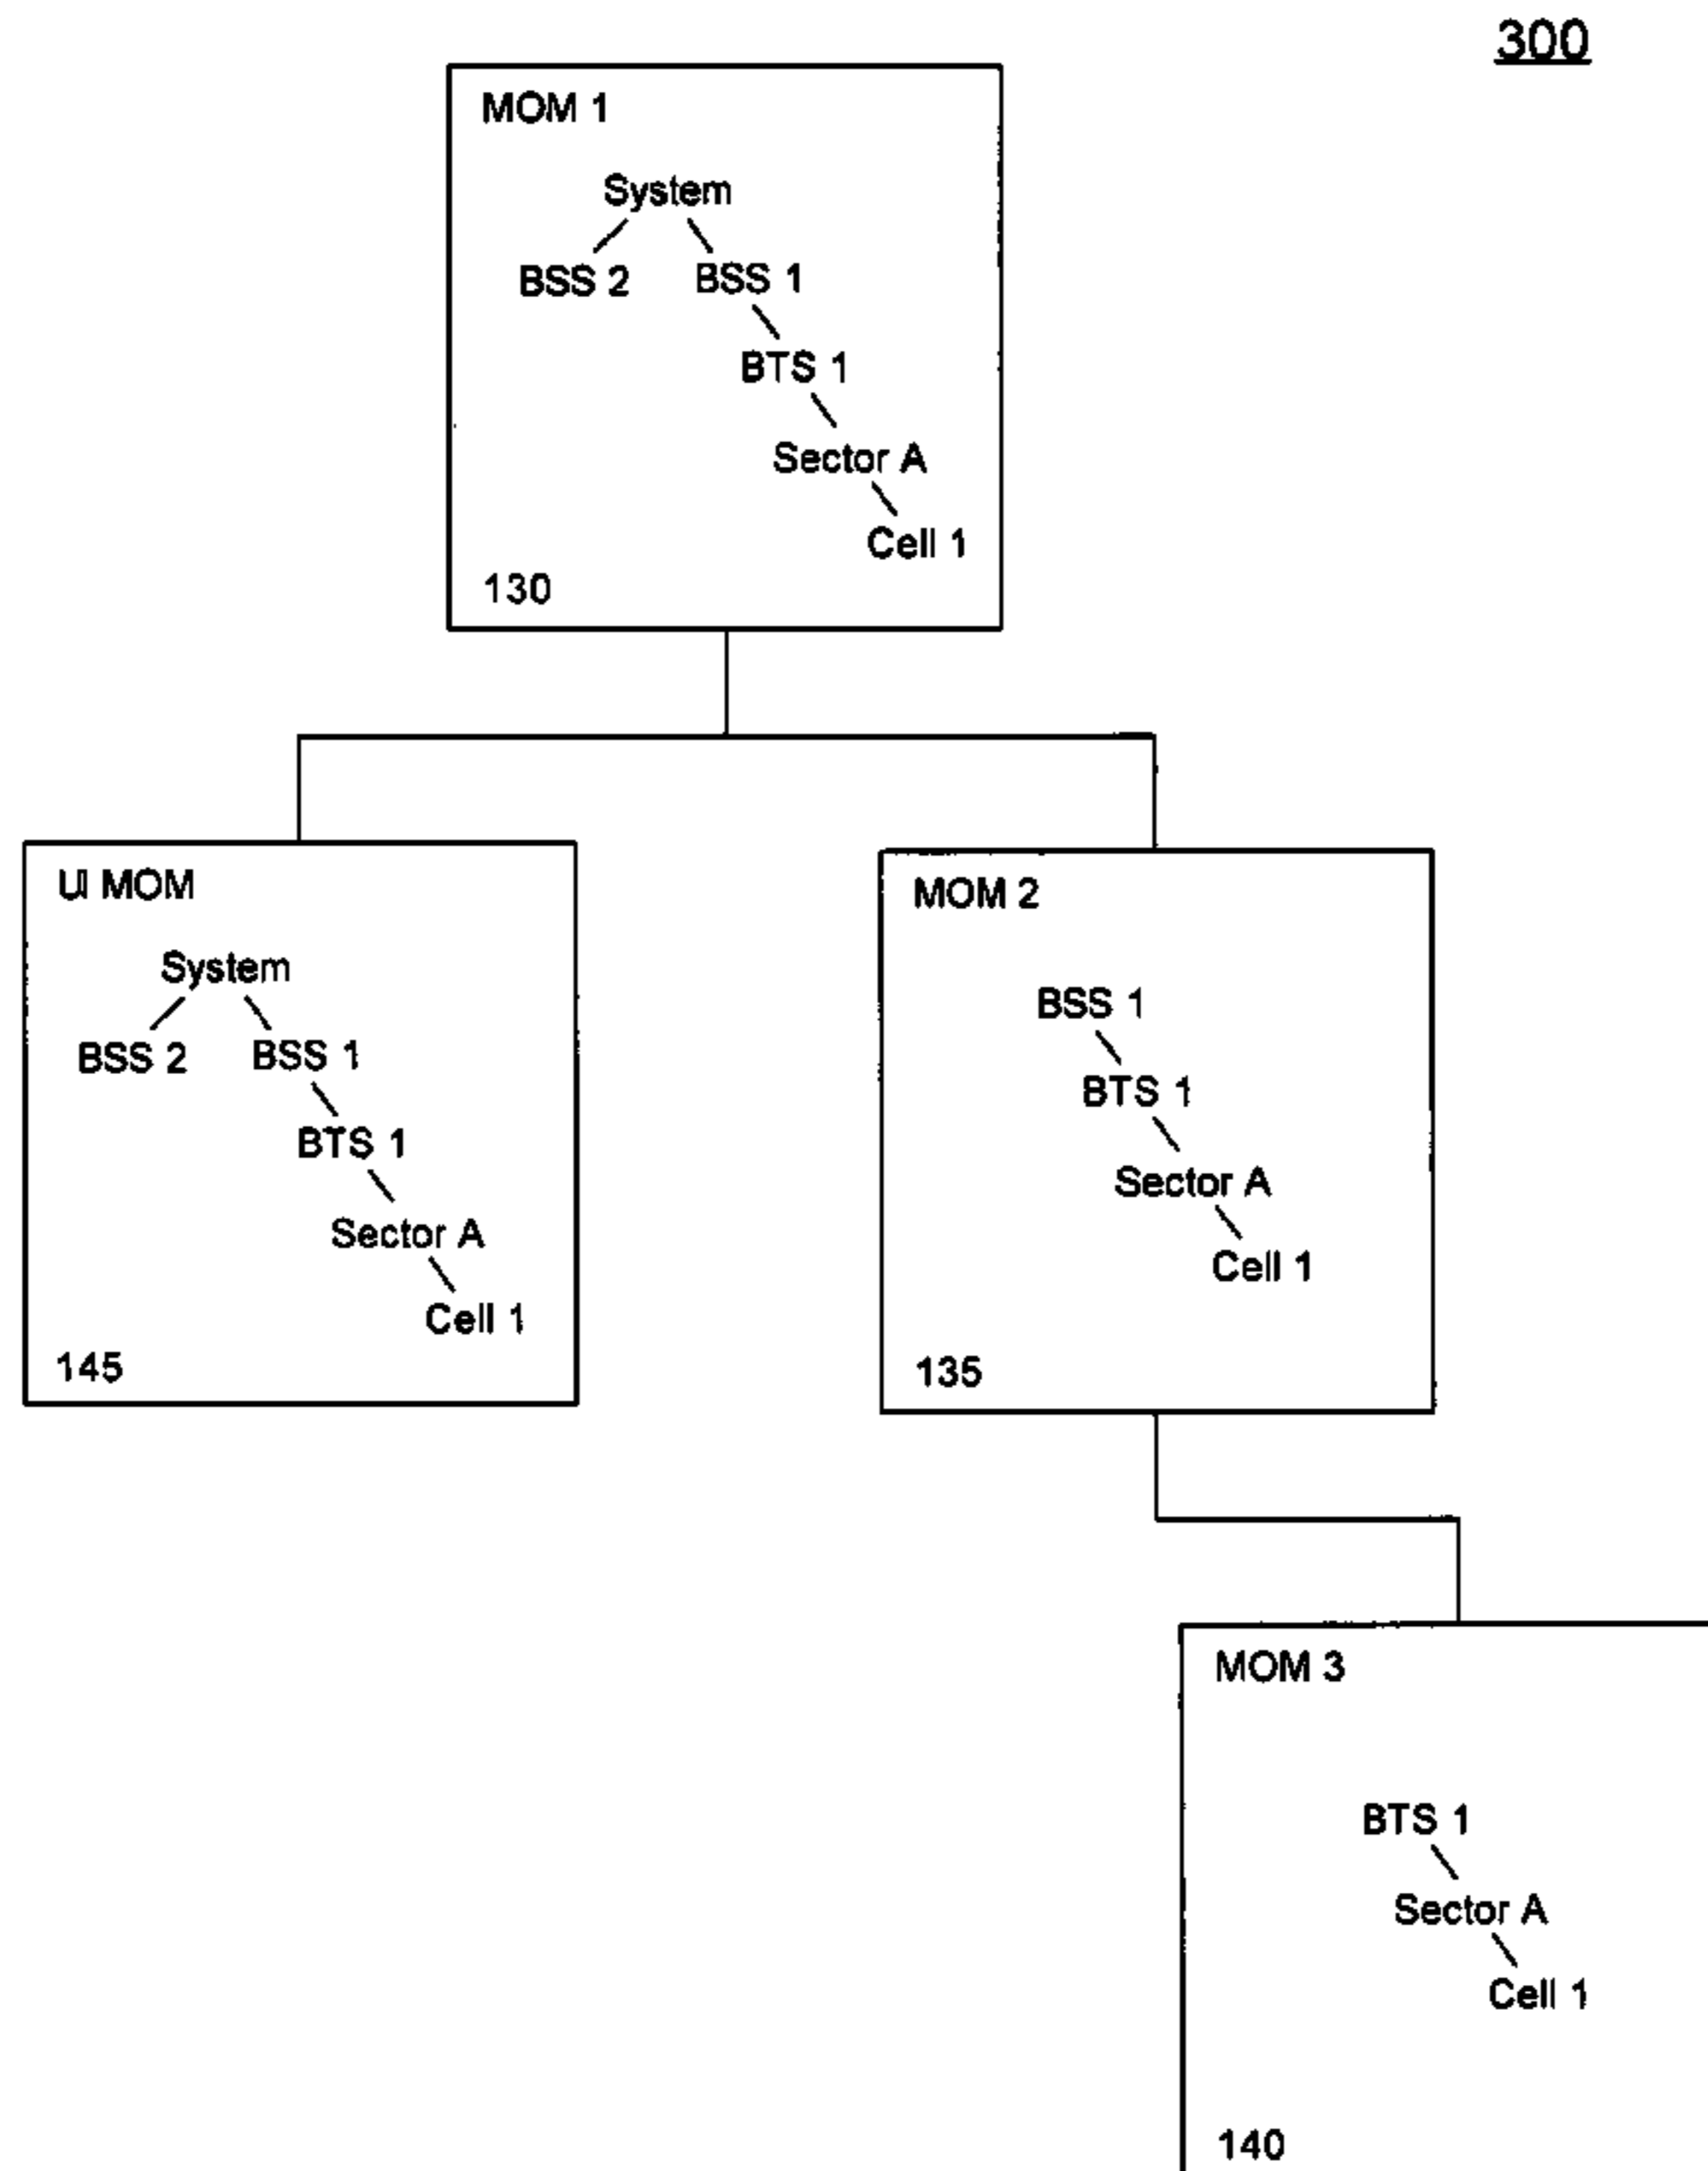 300
MOM 1
System
BSS 2 BSS 1
BTS 1
Sector A
Cell 1
130
UI MOM
System
BSS 2 BSS 1
BTS 1
Sector A
Cell 1
145
MOM 2
BSS 1
BTS 1
Sector A
Cell 1
135
MOM 3
BTS 1
Sector A
Cell 1
140